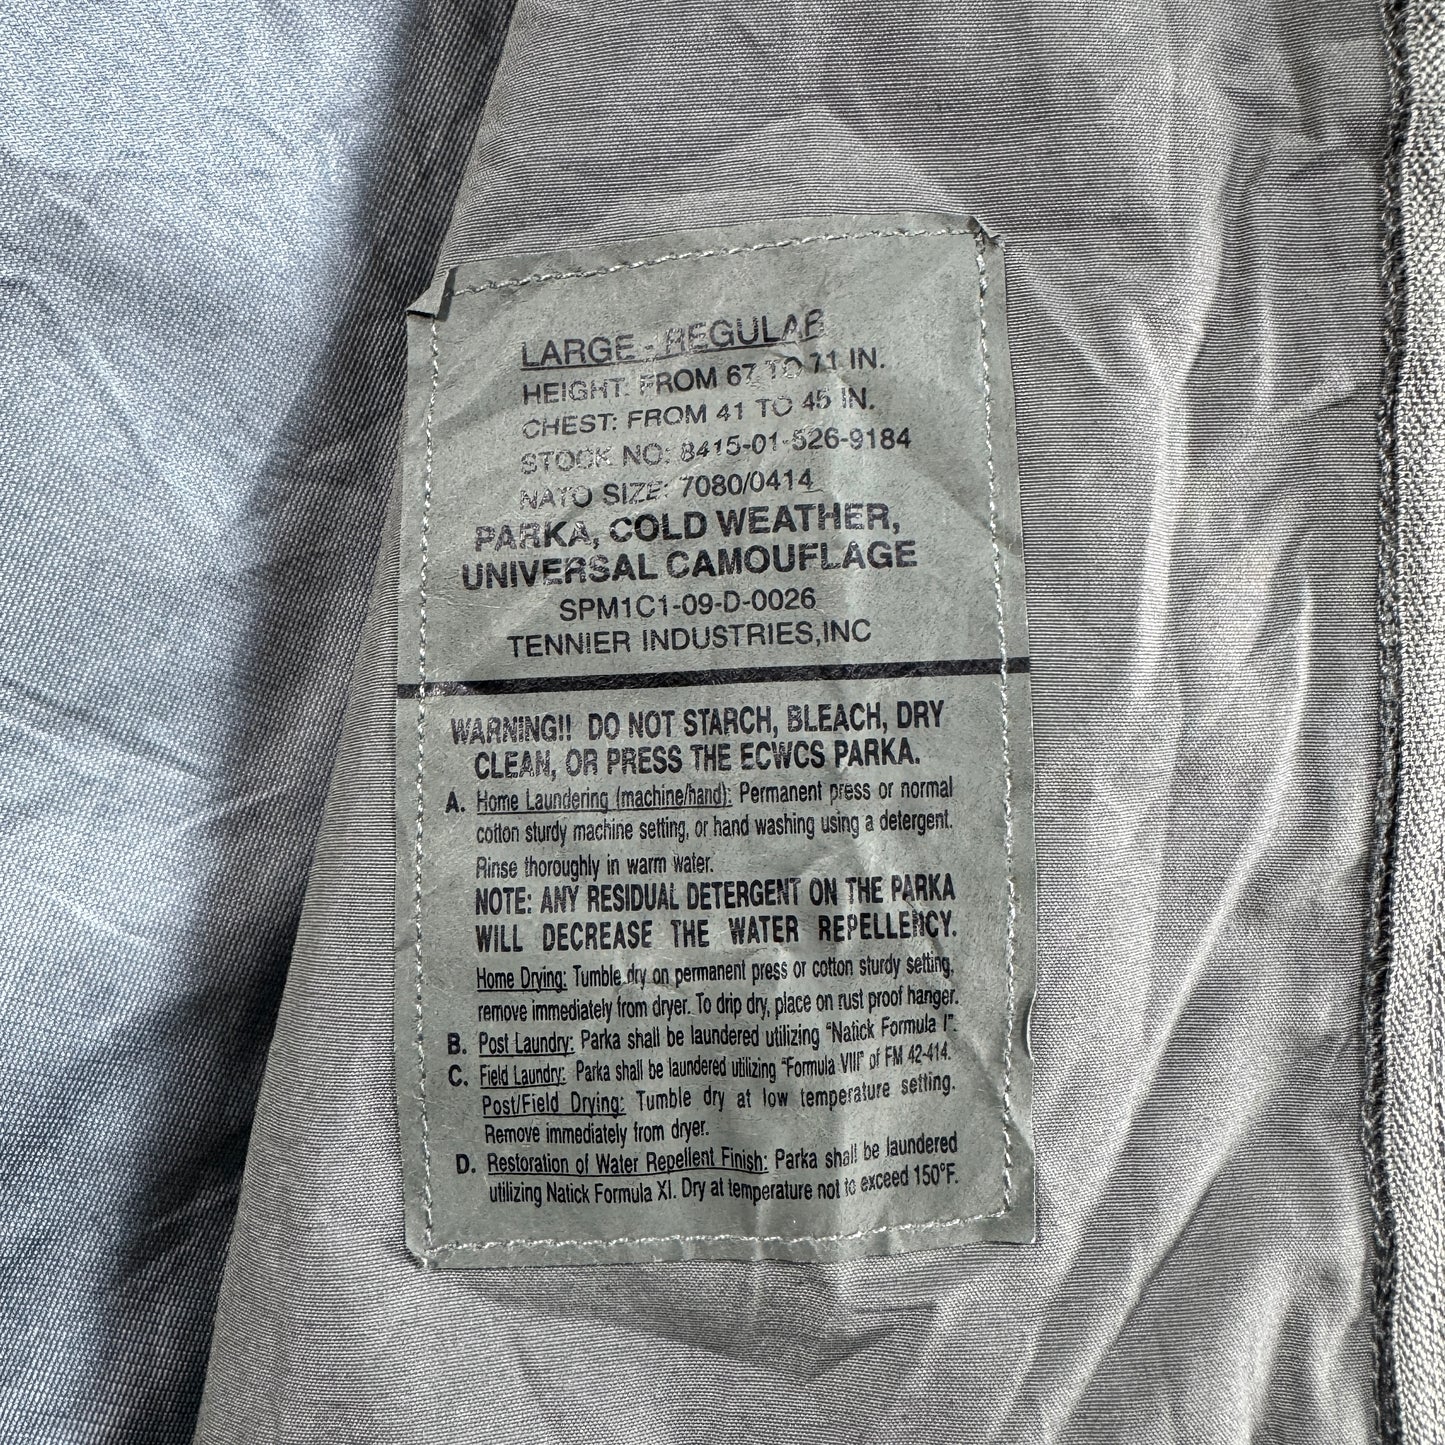 LARGE - REGULAR
HEIGHT: FROM 67 TO 71 IN.
CHEST: FROM 41 TO 45 IN.
STOCK NO: 8415-01-526-9184
NATO SIZE: 7080/0414
PARKA, COLD WEATHER,
UNIVERSAL CAMOUFLAGE
SPM1C1-09-D-0026
TENNIER INDUSTRIES,INC
WARNING!! DO NOT STARCH, BLEACH, DRY
CLEAN, OR PRESS THE ECWCS PARKA.
A. Home Laundering (machine/hand): Permanent press or normal
cotton sturdy machine setting, or hand washing using a detergent.
Rinse thoroughly in warm water.
NOTE: ANY RESIDUAL DETERGENT ON THE PARKA
WILL DECREASE THE WATER REPELLENCY.
Home Drying: Tumble dry on permanent press or cotton sturdy setting,
remove immediately from dryer. To drip dry, place on rust proof hanger.
B. Post Laundry: Parka shall be laundered utilizing "Natick Formula I".
C. Field Laundry: Parka shall be laundered utilizing "Formula VIII" of FM 42-414.
Post/Field Drying: Tumble dry at low temperature setting.
Remove immediately from dryer.
D. Restoration of Water Repellent Finish: Parka shall be laundered
utilizing Natick Formula XI. Dry at temperature not to exceed 150°F.